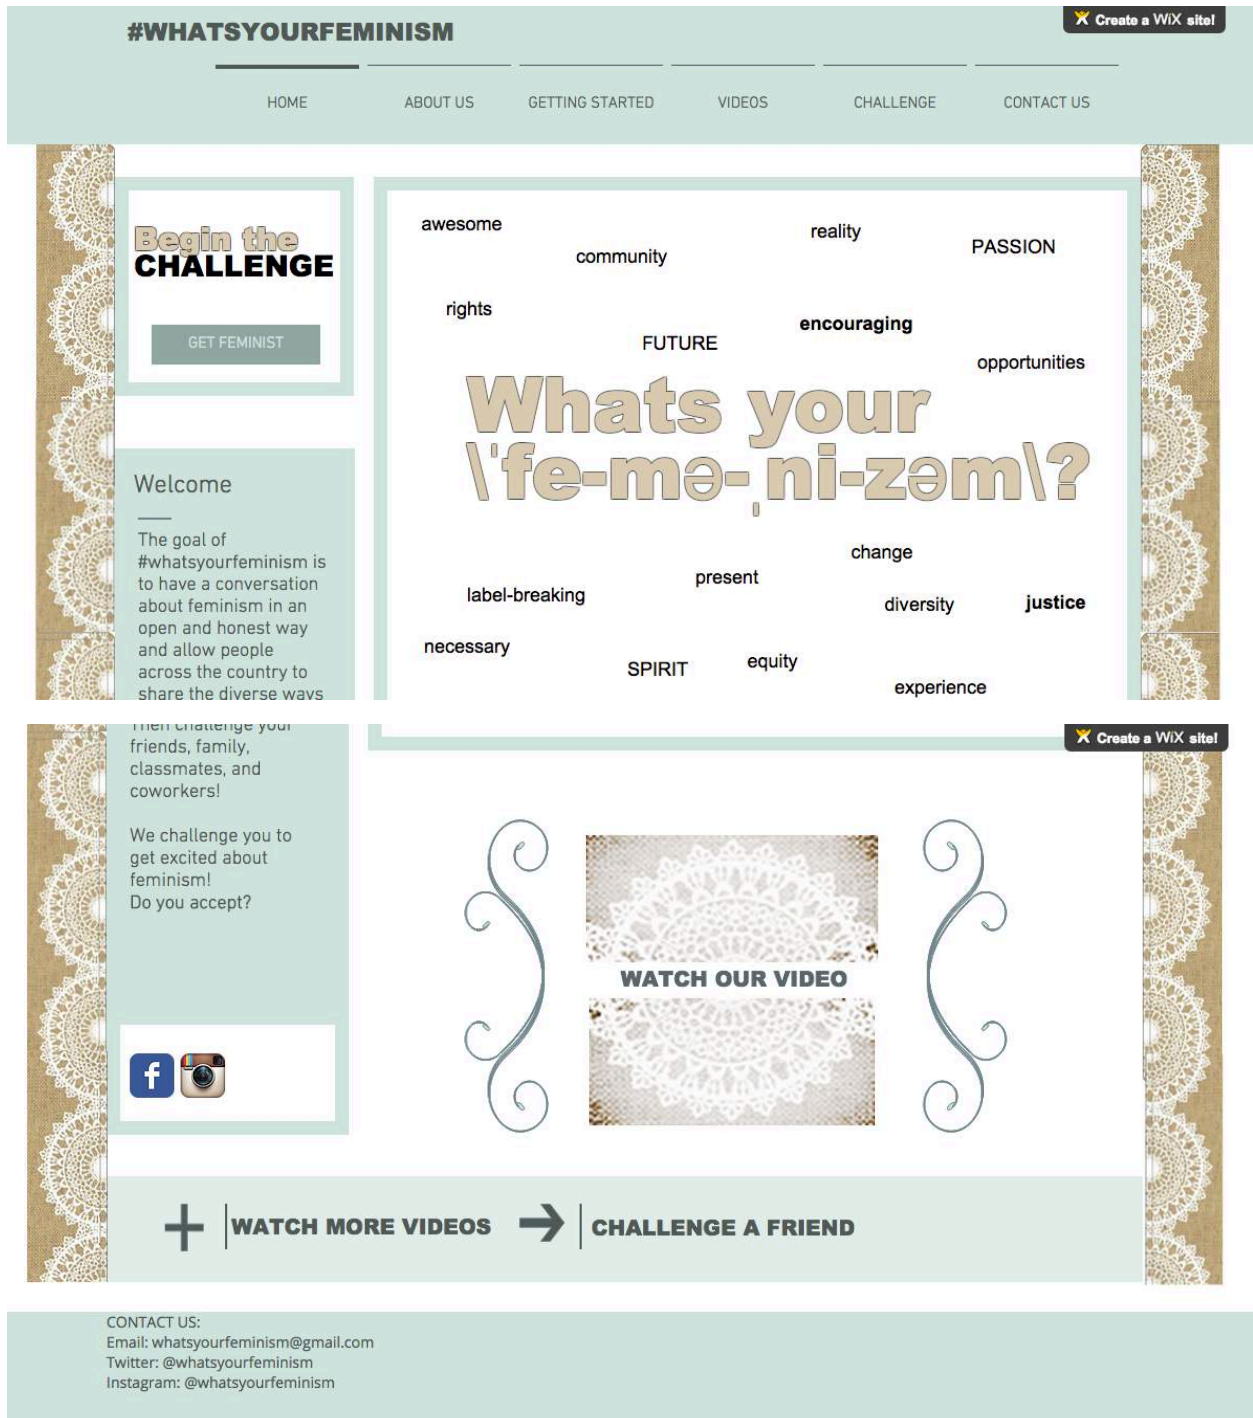 #WHATSYOURFEMINISM
Create a WiX site!
HOME
ABOUT US
GETTING STARTED
VIDEOS
CHALLENGE
CONTACT US
Begin the
CHALLENGE
GET FEMINIST
Welcome
The goal of
#whatsyourfeminism is
to have a conversation
about feminism in an
open and honest way
and allow people
across the country to
share the diverse ways
awesome
community
reality
PASSION
rights
FUTURE
encouraging
opportunities
Whats your
\'fe-mə-ˌni-zəm\?
change
present
label-breaking
diversity
justice
necessary
SPIRIT
equity
experience
Create a WiX site!
Then challenge your
friends, family,
classmates, and
coworkers!
We challenge you to
get excited about
feminism!
Do you accept?
f
WATCH OUR VIDEO
WATCH MORE VIDEOS
CHALLENGE A FRIEND
CONTACT US:
Email: whatsyourfeminism@gmail.com
Twitter: @whatsyourfeminism
Instagram: @whatsyourfeminism